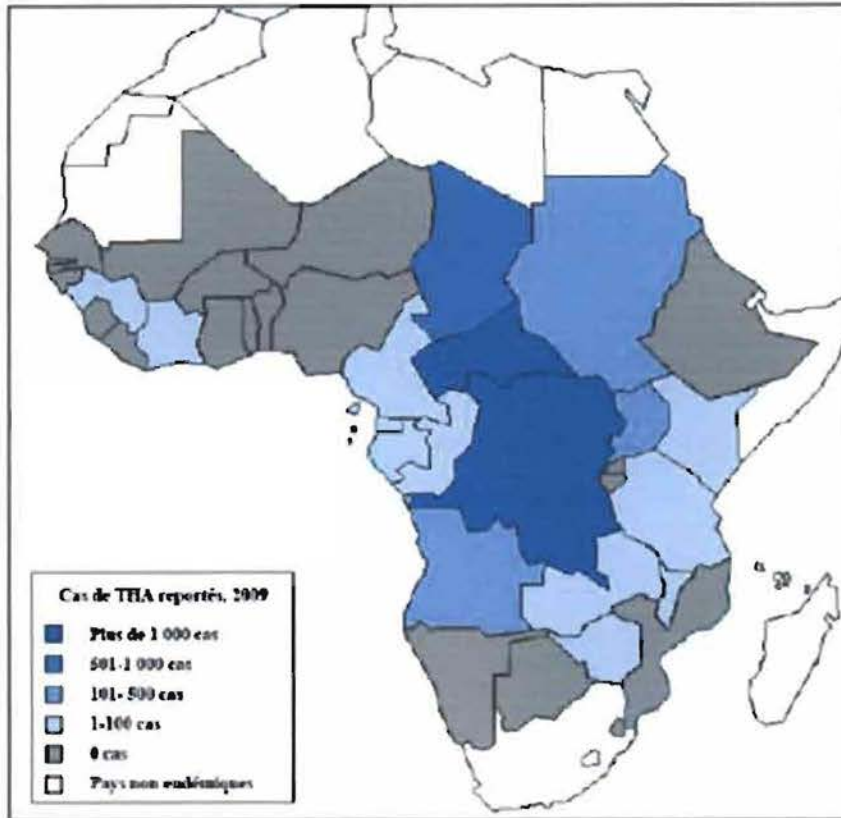 Cas de THA reportés, 2009
Plus de 1 000 cas
501-1 000 cas
101- 500 cas
1-100 cas
0 cas
Pays non endémiques